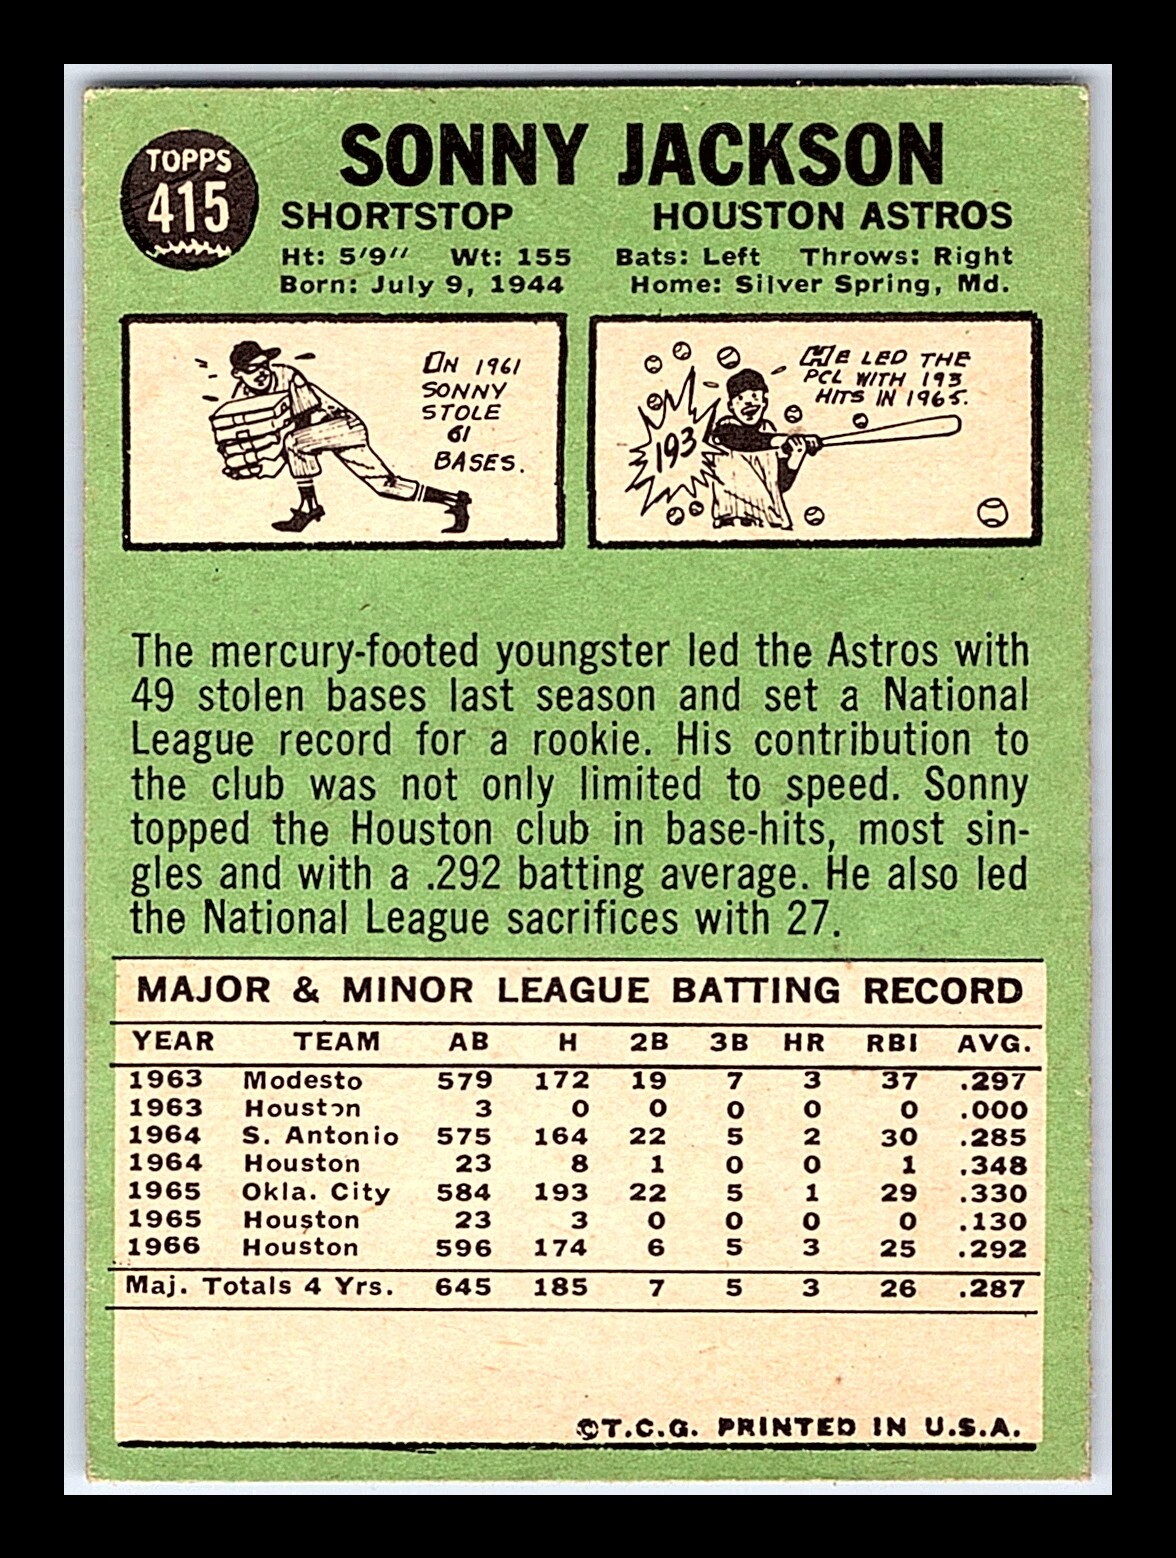 TOPPS
415
SONNY JACKSON
SHORTSTOP HOUSTON ASTROS
Ht: 5'9" Wt: 155 Bats: Left Throws: Right
Born: July 9, 1944 Home: Silver Spring, Md.
ON 1961
SONNY
STOLE
61
BASES.
HE LED THE
PCL WITH 193
HITS IN 1965.
193
The mercury-footed youngster led the Astros with
49 stolen bases last season and set a National
League record for a rookie. His contribution to
the club was not only limited to speed. Sonny
topped the Houston club in base-hits, most sin-
gles and with a .292 batting average. He also led
the National League sacrifices with 27.
MAJOR & MINOR LEAGUE BATTING RECORD
YEAR TEAM AB H 2B 3B HR RBI AVG.
1963 Modesto 579 172 19 7 3 37 .297
1963 Houston 3 0 0 0 0 0 .000
1964 S. Antonio 575 164 22 5 2 30 .285
1964 Houston 23 8 1 0 0 1 .348
1965 Okla. City 584 193 22 5 1 29 .330
1965 Houston 23 3 0 0 0 0 .130
1966 Houston 596 174 6 5 3 25 .292
Maj. Totals 4 Yrs. 645 185 7 5 3 26 .287
©T.C.G. PRINTED IN U.S.A.